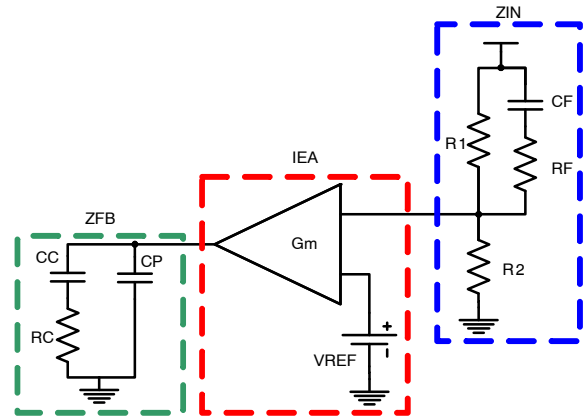 ZIN
CF
R1
RF
IEA
Gm
ZFB
CC
CP
R2
+
RC
VREF
-